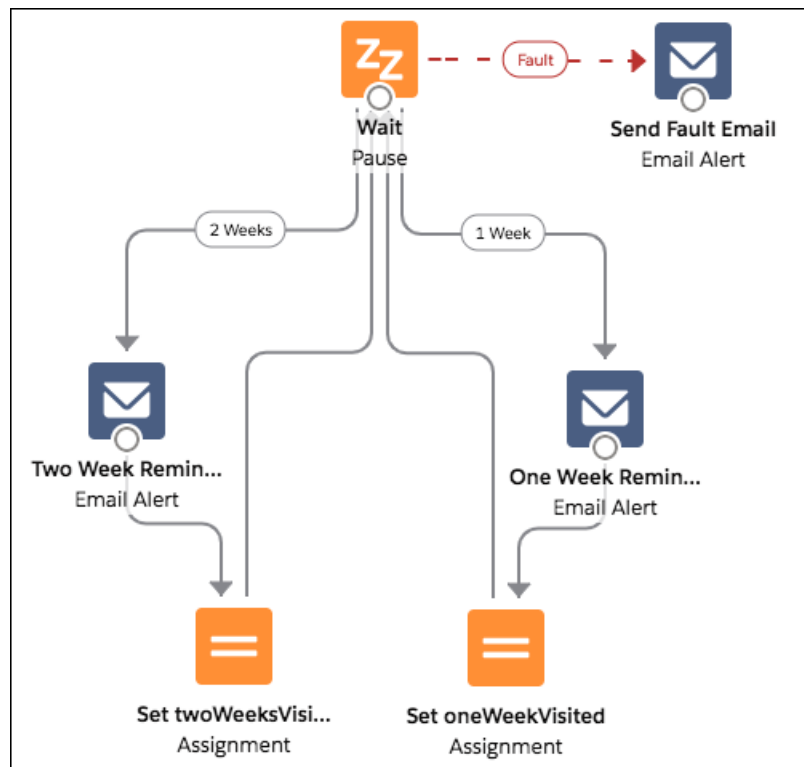 ZZ
Fault
Wait
Pause
Send Fault Email
Email Alert
2 Weeks
1 Week
Two Week Remin...
Email Alert
One Week Remin...
Email Alert
Set twoWeeksVisi...
Assignment
Set oneWeekVisited
Assignment